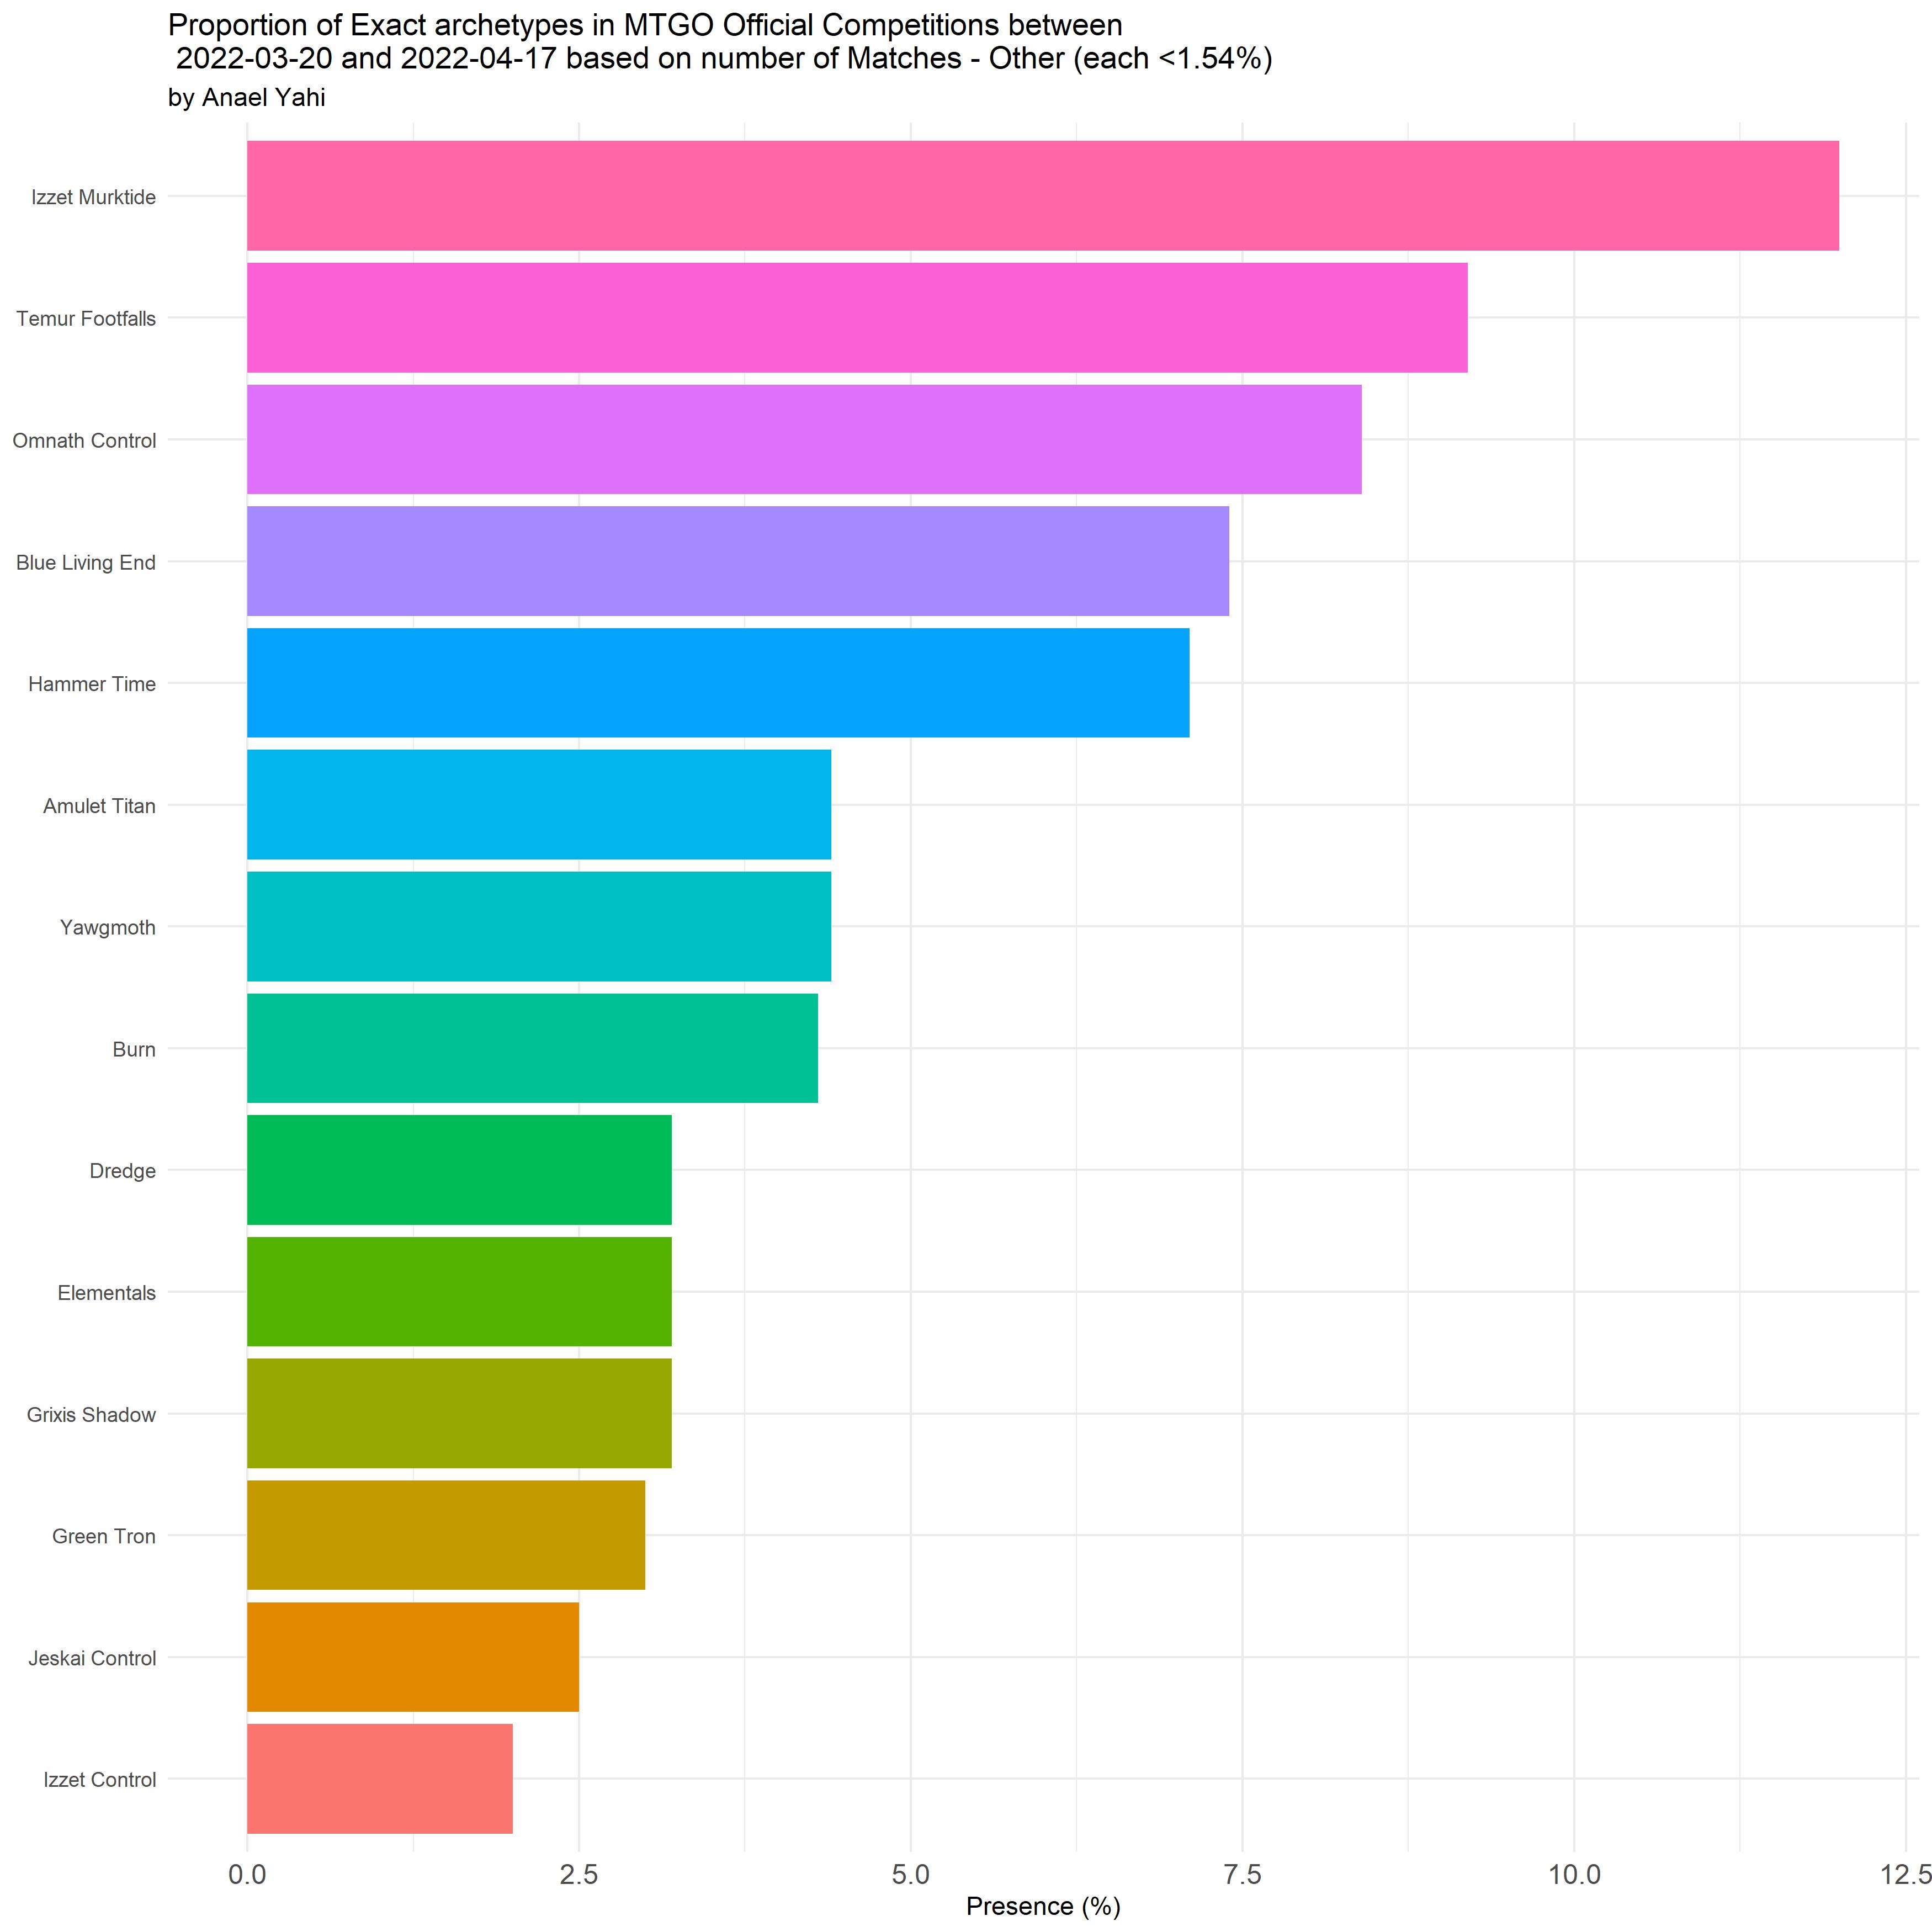 Proportion of Exact archetypes in MTGO Official Competitions between
2022-03-20 and 2022-04-17 based on number of Matches - Other (each <1.54%)
by Anael Yahi
Izzet Murktide
Temur Footfalls
Omnath Control
Blue Living End
Hammer Time
Amulet Titan
Yawgmoth
Burn
Dredge
Elementals
Grixis Shadow
Green Tron
Jeskai Control
Izzet Control
0.0 2.5 5.0 7.5 10.0 12.5
Presence (%)